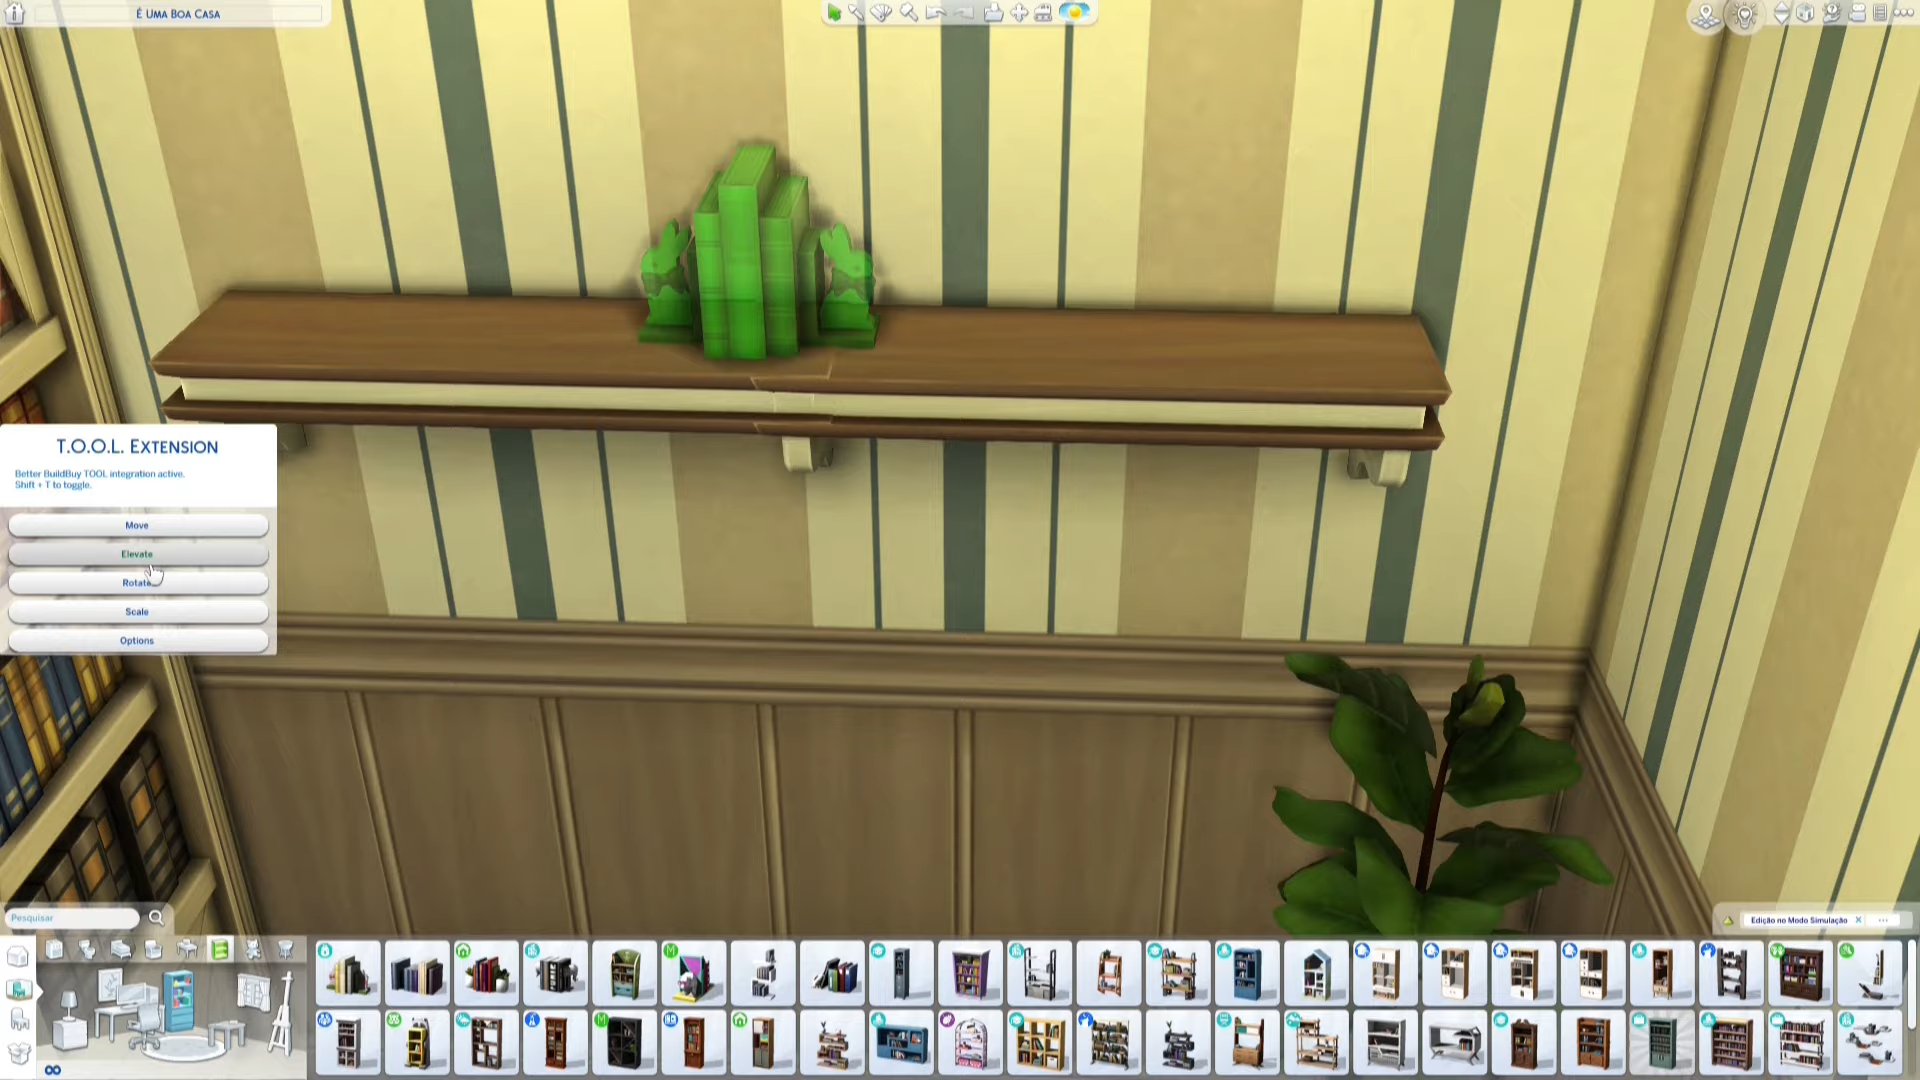 É UMA BOA CASA
T.O.O.L. EXTENSION
Better BuildBuy TOOL integration active.
Shift + T to toggle.
Move
Elevate
Rotate
Scale
Options
Pesquisar
Edição no Modo Simulação